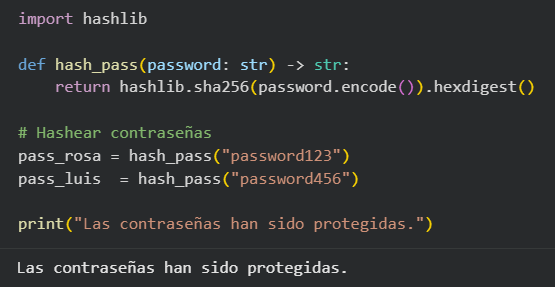 import hashlib
def hash_pass(password: str) -> str:
    return hashlib.sha256(password.encode()).hexdigest()
# Hashear contraseñas
pass_rosa = hash_pass("password123")
pass_luis  = hash_pass("password456")
print("Las contraseñas han sido protegidas.")
Las contraseñas han sido protegidas.